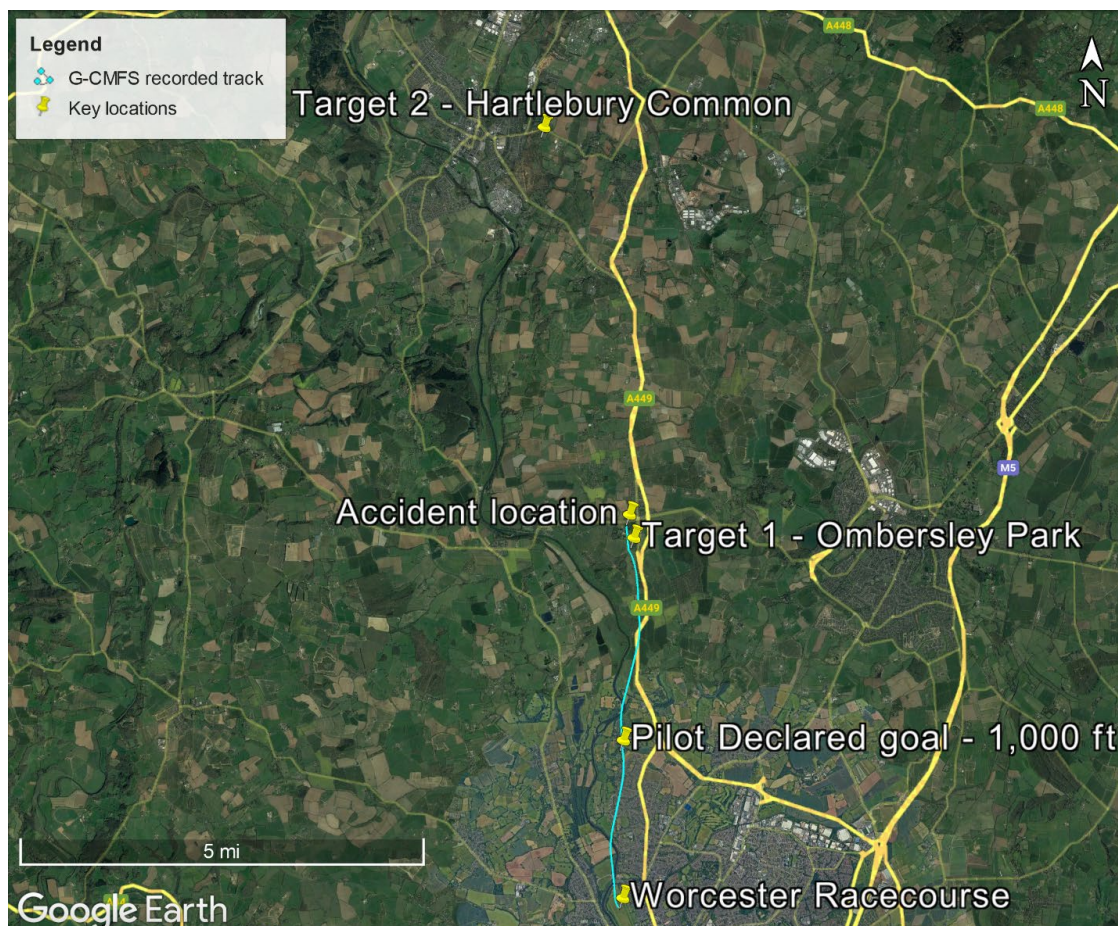 Legend
G-CMFS recorded track
Key locations
Target 2 - Hartlebury Common
A448
A448
N
A449
M5
Accident location
Target 1 - Ombersley Park
A449
Pilot Declared goal - 1,000 ft
5 mi
Worcester Racecourse
Google Earth